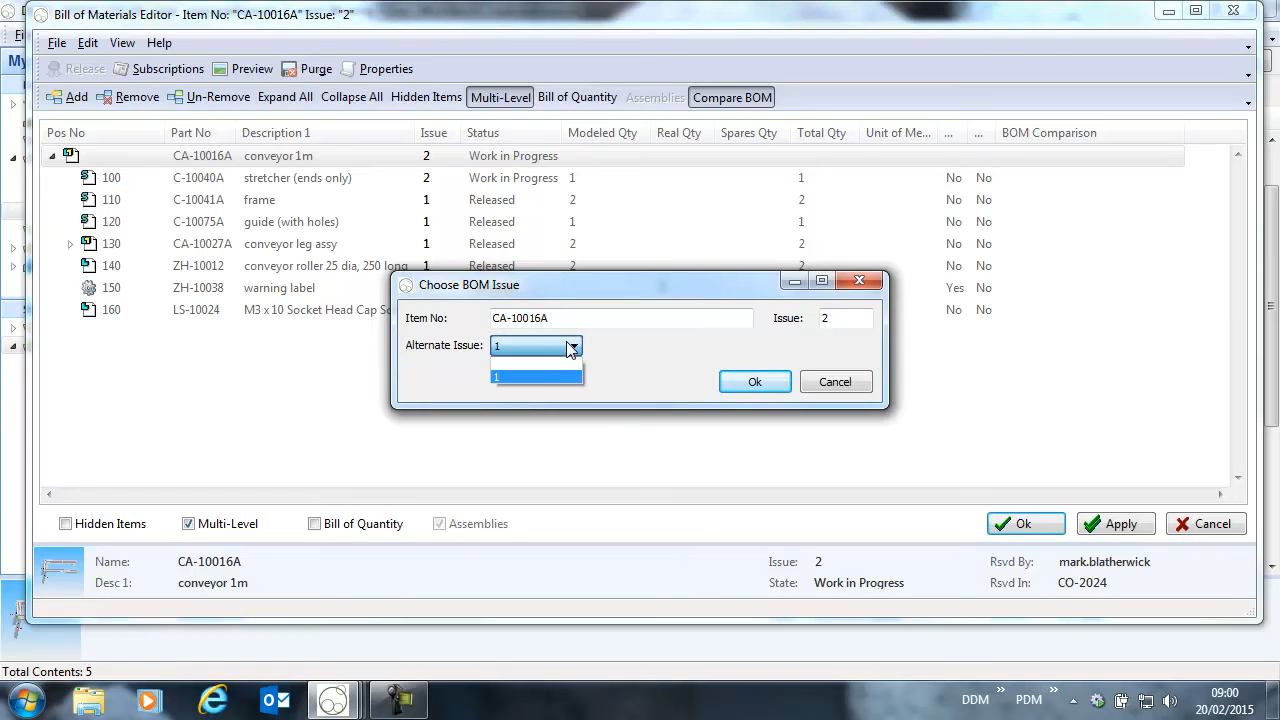 Bill of Materials Editor - Item No: "CA-10016A" Issue: "2"
File Edit View Help
Release Subscriptions Preview Purge Properties
Add Remove Un-Remove Expand All Collapse All Hidden Items Multi-Level Bill of Quantity Assemblies Compare BOM
Pos No Part No Description 1 Issue Status Modeled Qty Real Qty Spares Qty Total Qty Unit of Me... ... ... BOM Comparison
CA-10016A conveyor 1m 2 Work in Progress
100 C-10040A stretcher (ends only) 2 Work in Progress 1 1 No No
110 C-10041A frame 1 Released 2 2 No No
120 C-10075A guide (with holes) 1 Released 1 1 No No
130 CA-10027A conveyor leg assy 1 Released 2 2 No No
140 ZH-10012 conveyor roller 25 dia, 250 long 1 Released 2 2 No No
150 ZH-10038 warning label Yes No
160 LS-10024 M3 x 10 Socket Head Cap Sc No No
Choose BOM Issue
Item No: CA-10016A Issue: 2
Alternate Issue: 1
1
Ok Cancel
Hidden Items Multi-Level Bill of Quantity Assemblies Ok Apply Cancel
Name: CA-10016A Issue: 2 Rsvd By: mark.blatherwick
Desc 1: conveyor 1m State: Work in Progress Rsvd In: CO-2024
My
Total Contents: 5
DDM PDM 09:00
20/02/2015